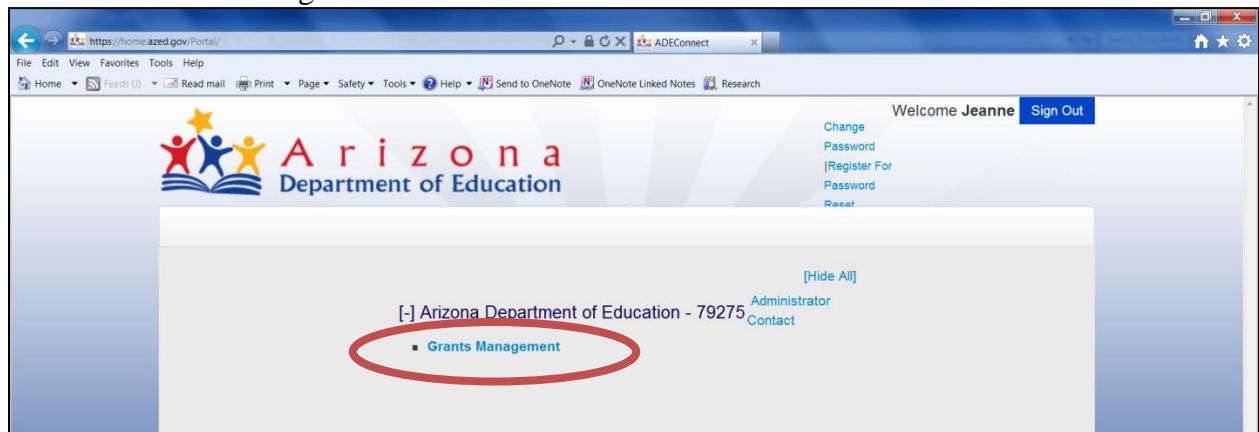 https://home.azed.gov/Portal/
ADEConnect
File Edit View Favorites Tools Help
Home Feeds (J) Read mail Print Page Safety Tools Help Send to OneNote OneNote Linked Notes Research
Welcome Jeanne Sign Out
Change
Password
|Register For
Password
Reset
Arizona
Department of Education
[Hide All]
[-] Arizona Department of Education - 79275
Administrator
Contact
Grants Management